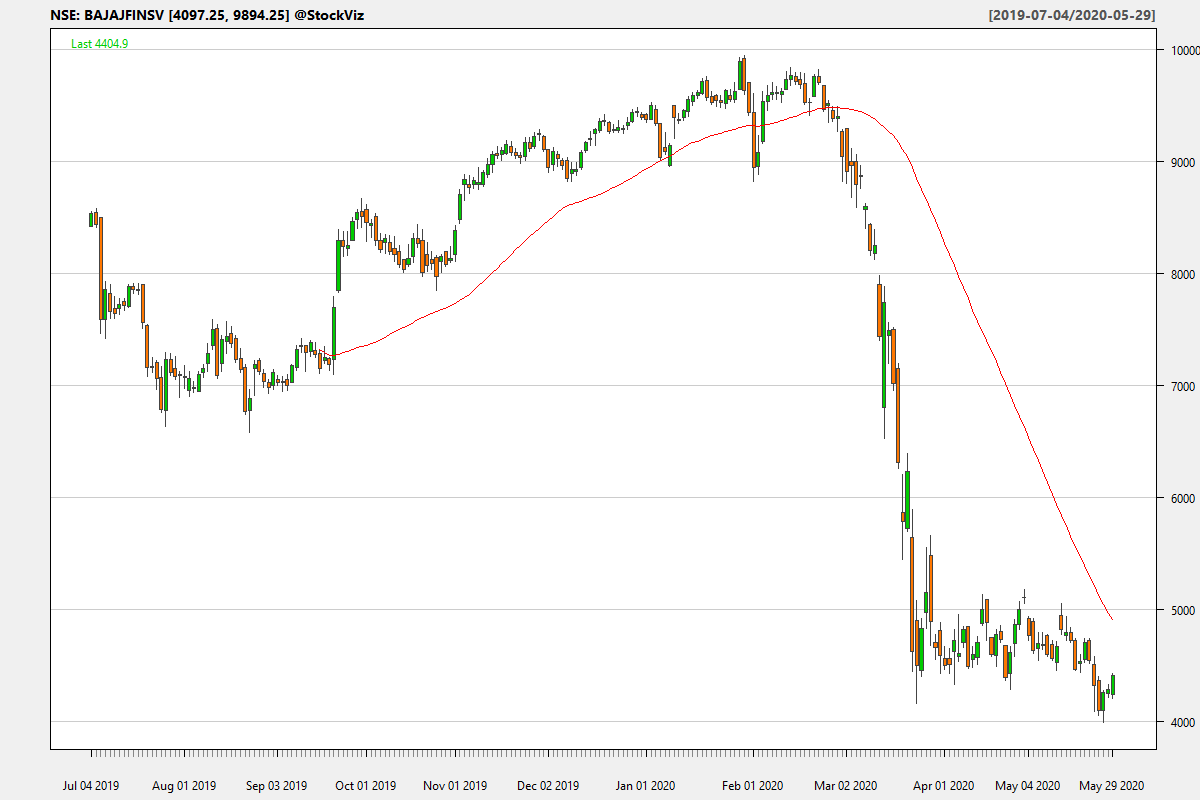 NSE: BAJAJFINSV [4097.25, 9894.25] @StockViz [2019-07-04/2020-05-29]
Last 4404.9
10000
9000
8000
7000
6000
5000
4000
Jul 04 2019 Aug 01 2019 Sep 03 2019 Oct 01 2019 Nov 01 2019 Dec 02 2019 Jan 01 2020 Feb 01 2020 Mar 02 2020 Apr 01 2020 May 04 2020 May 29 2020